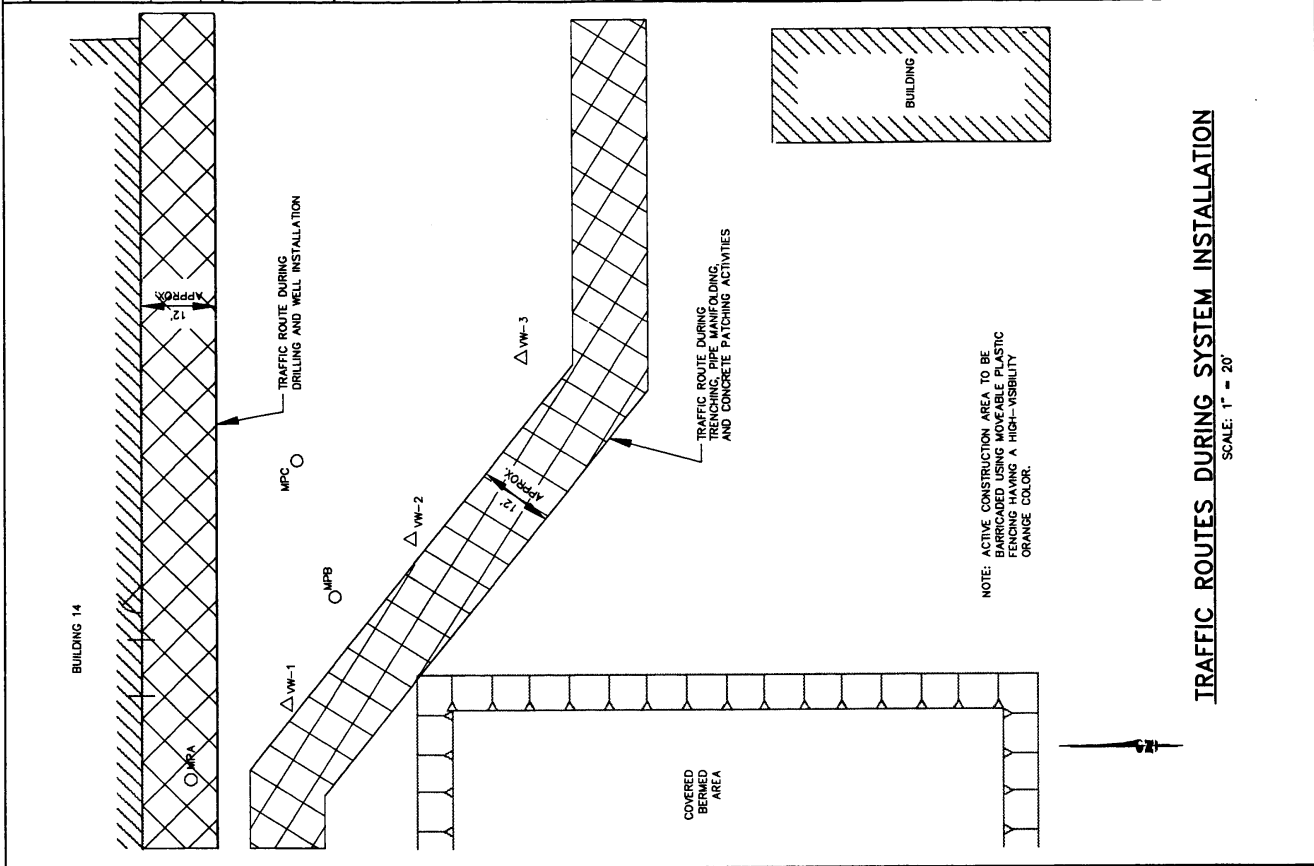 BUILDING 14
12'
APPROX.
TRAFFIC ROUTE DURING
DRILLING AND WELL INSTALLATION
BUILDING
MRA
VW-1
MPB
VW-2
MPC
VW-3
12'
APPROX.
TRAFFIC ROUTE DURING
TRENCHING, PIPE MANIFOLDING,
AND CONCRETE PATCHING ACTIVITIES
COVERED
BERMED
AREA
NOTE: ACTIVE CONSTRUCTION AREA TO BE
BARRICADED USING MOVEABLE PLASTIC
FENCING HAVING A HIGH-VISIBILITY
ORANGE COLOR.
TRAFFIC ROUTES DURING SYSTEM INSTALLATION
SCALE: 1" = 20'